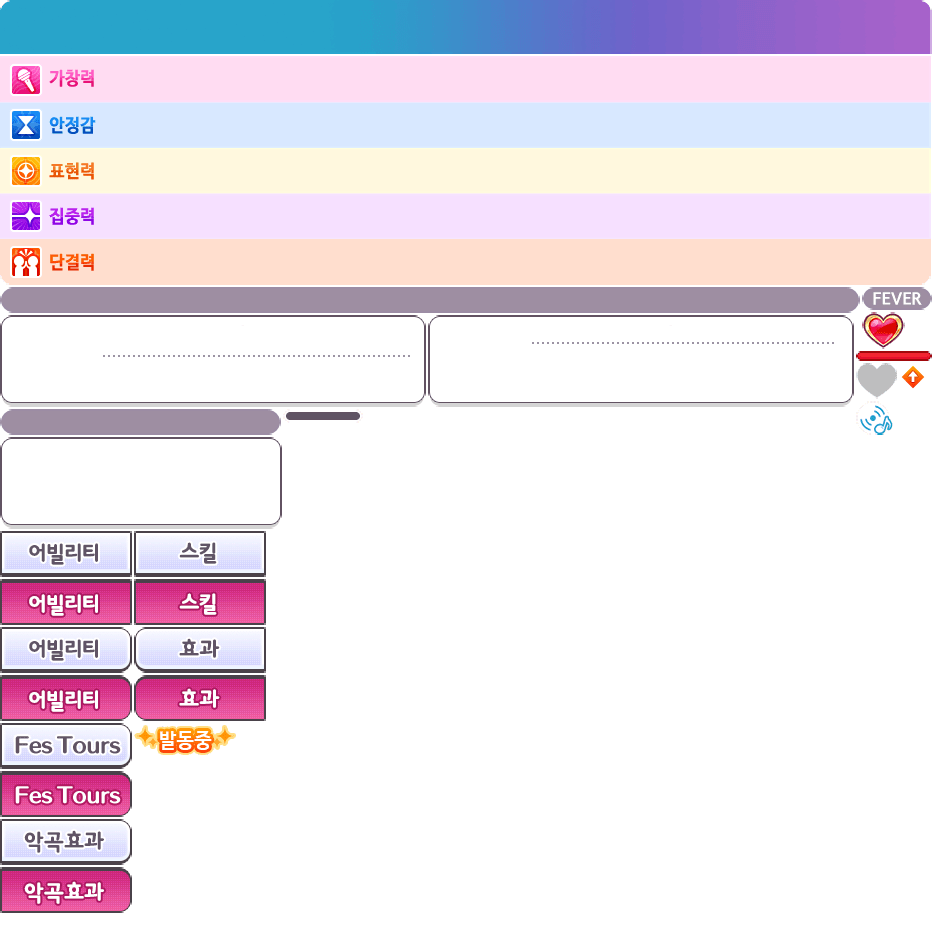 가창력
안정감
표현력
집중력
단결력
FEVER
어빌리티 스킬
어빌리티 스킬
어빌리티 효과
어빌리티 효과
Fes Tours 발동중
Fes Tours
악곡효과
악곡효과